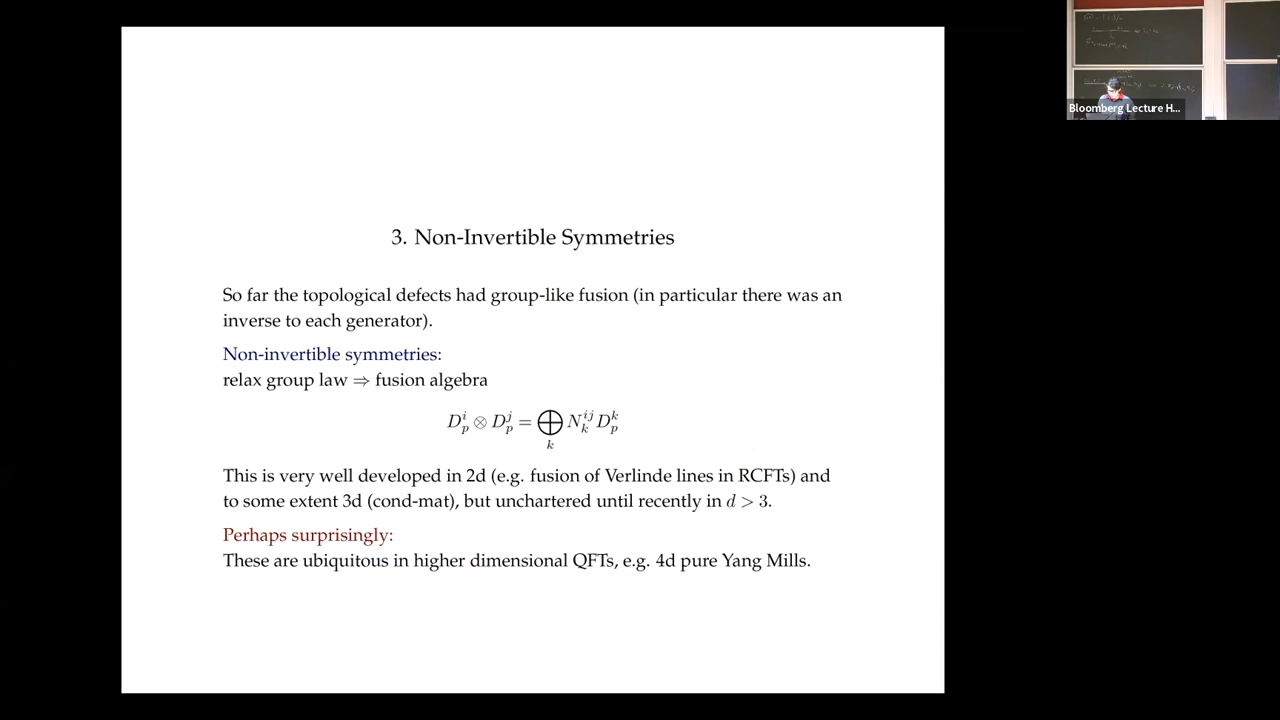 3. Non-Invertible Symmetries
So far the topological defects had group-like fusion (in particular there was an
inverse to each generator).
Non-invertible symmetries:
relax group law ⇒ fusion algebra
D_p^i ⊗ D_p^j = ⨁_k N_k^{ij} D_p^k
This is very well developed in 2d (e.g. fusion of Verlinde lines in RCFTs) and
to some extent 3d (cond-mat), but unchartered until recently in d > 3.
Perhaps surprisingly:
These are ubiquitous in higher dimensional QFTs, e.g. 4d pure Yang Mills.
Bloomberg Lecture H...